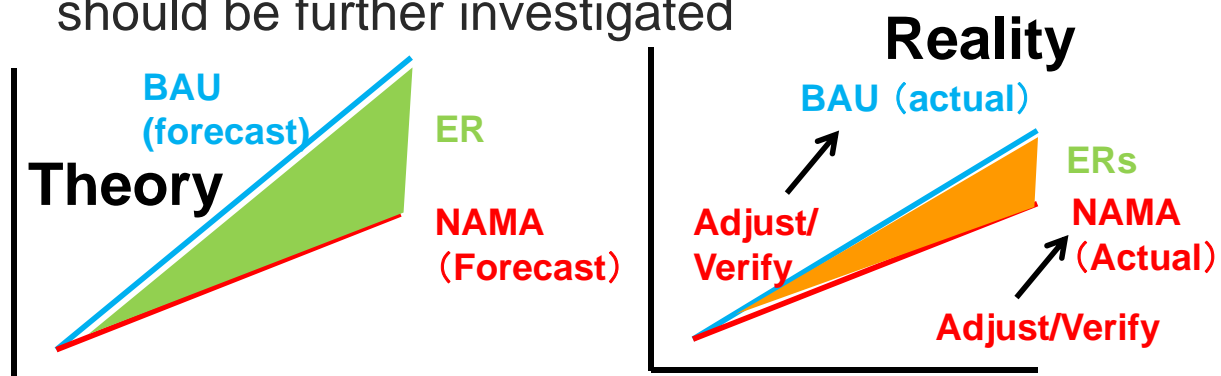 should be further investigated
Theory
BAU
(forecast)
ER
NAMA
（Forecast）
Reality
BAU（actual）
ERs
NAMA
（Actual）
Adjust/
Verify
Adjust/Verify